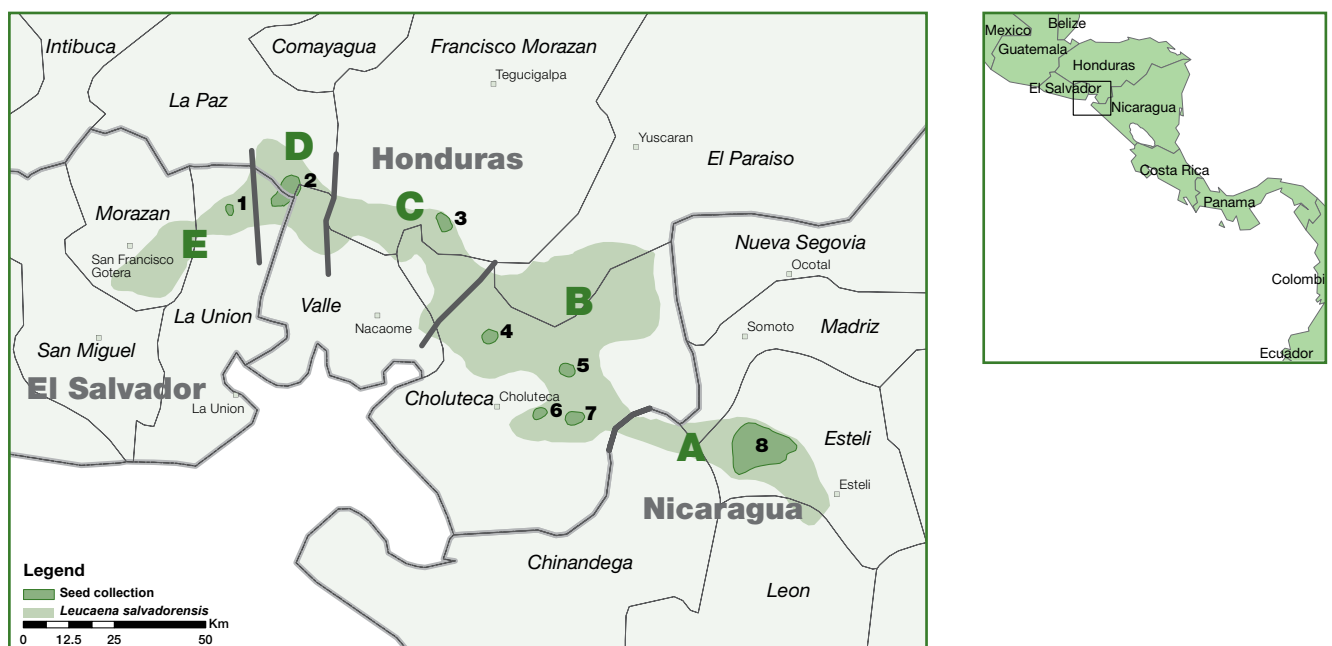 Intibuca
Comayagua
Francisco Morazan
Tegucigalpa
La Paz
Yuscaran
D
Honduras
El Paraiso
2
1
Morazan
C
3
E
San Francisco
Gotera
Nueva Segovia
Ocotal
B
La Union
Valle
Nacaome
4
Somoto
Madriz
San Miguel
5
El Salvador
La Union
Choluteca
Choluteca
6
7
A
8
Esteli
Esteli
Nicaragua
Chinandega
Leon
Legend
Seed collection
Leucaena salvadorensis
Km
0 12.5 25 50
Mexico
Belize
Guatemala
Honduras
El Salvador
Nicaragua
Costa Rica
Panama
Colombi
Ecuador